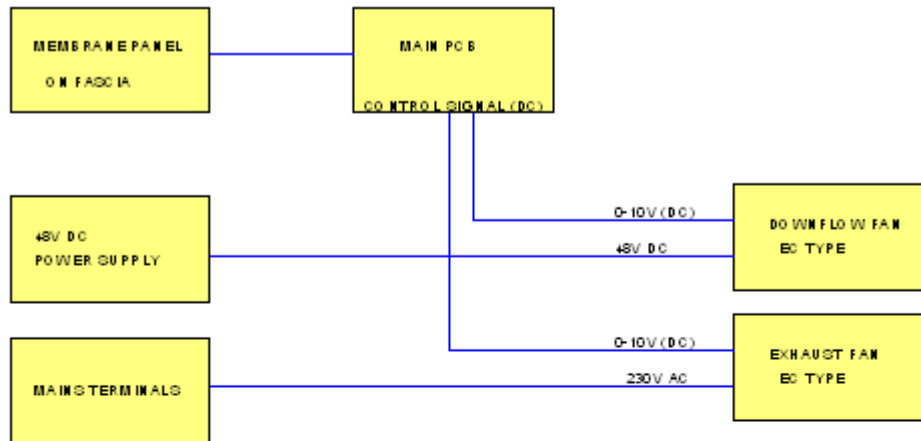 MEMBRANE PANEL
ON FASCIA
MAIN PCB
CONTROL SIGNAL (DC)
48V DC
POWER SUPPLY
0-10V (DC)
48V DC
DOWNFLOW FAN
EC TYPE
0-10V (DC)
230V AC
EXHAUST FAN
EC TYPE
MAINS TERMINALS